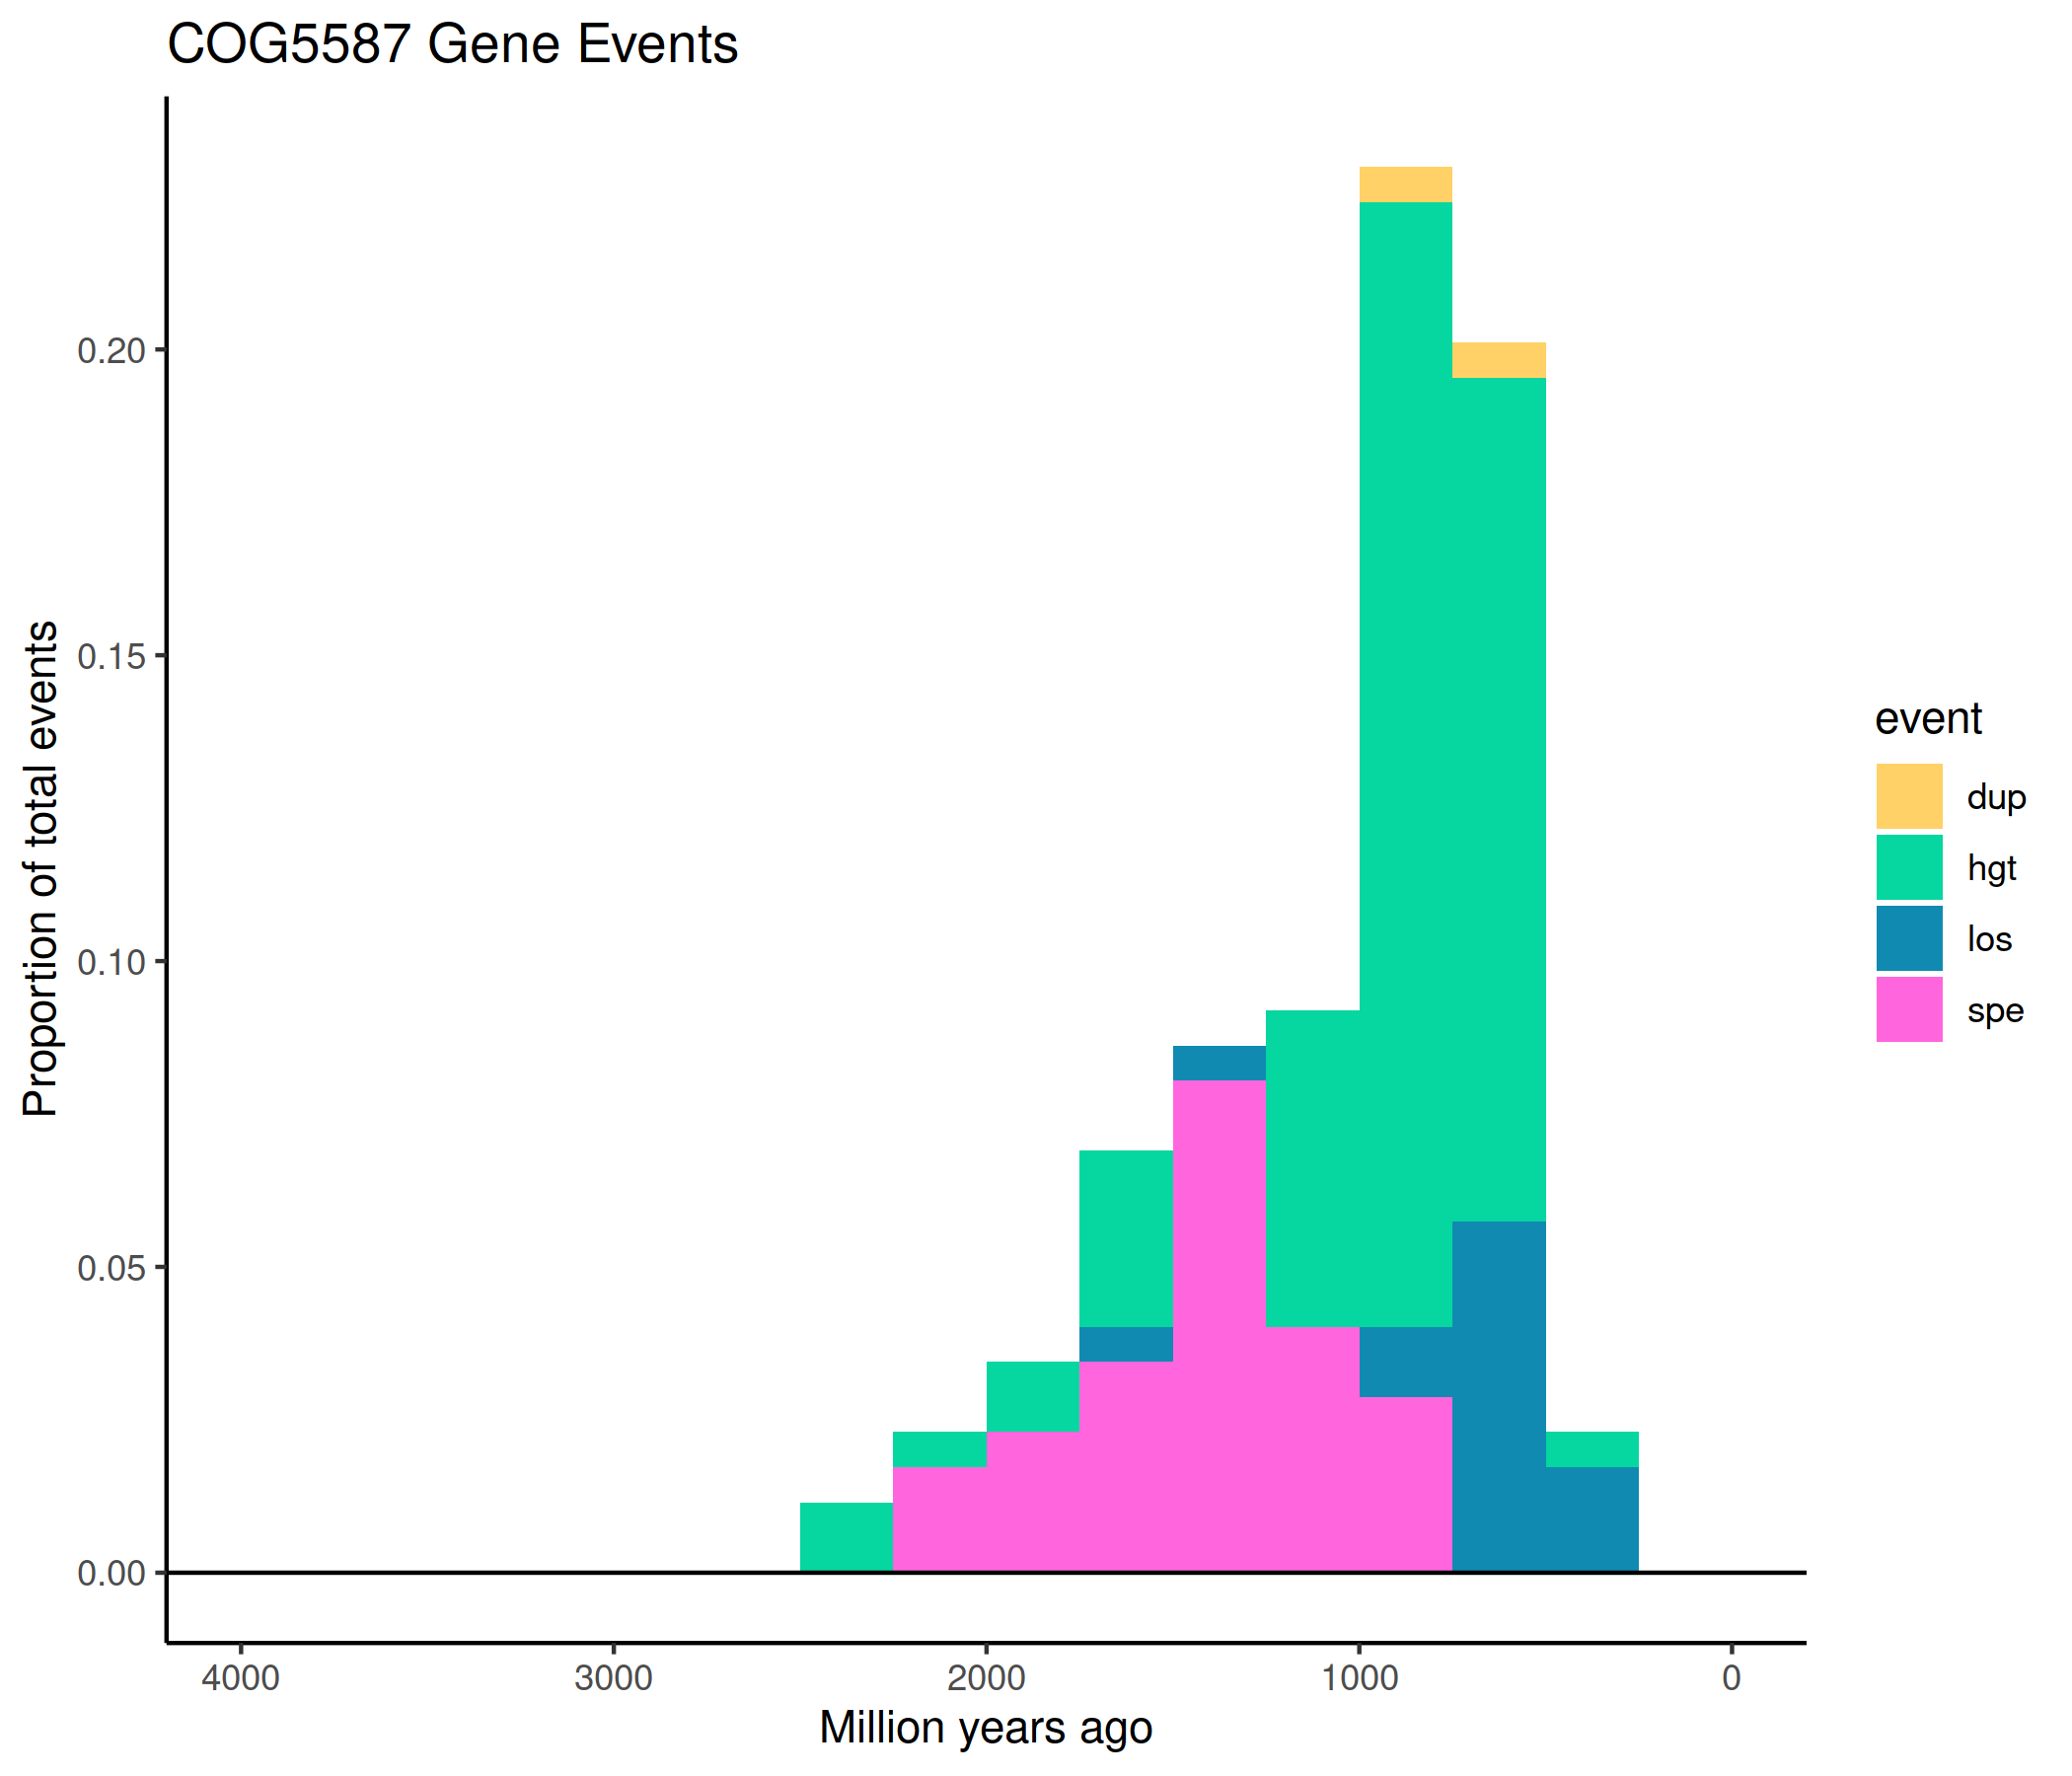 COG5587 Gene Events
Proportion of total events
0.20
0.15
0.10
0.05
0.00
4000 3000 2000 1000 0
Million years ago
event
dup
hgt
los
spe